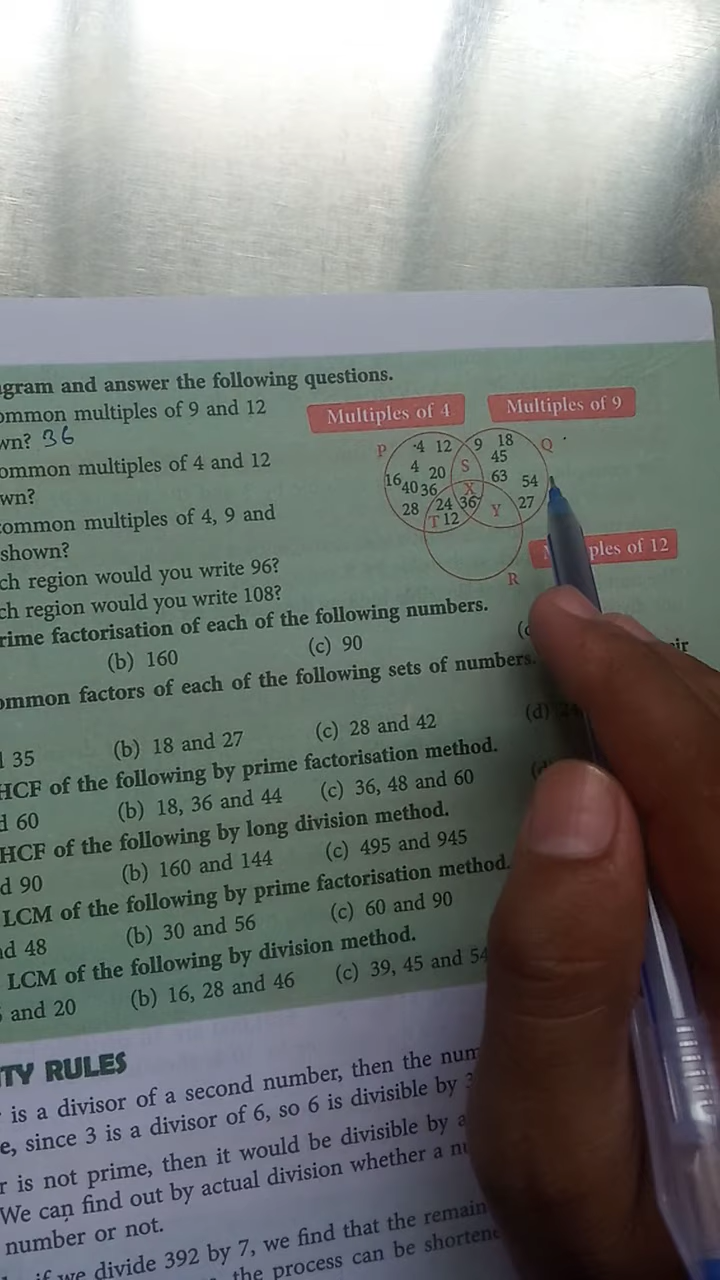 gram and answer the following questions.
ommon multiples of 9 and 12
wn? 36
ommon multiples of 4 and 12
wn?
common multiples of 4, 9 and
shown?
ch region would you write 96?
ch region would you write 108?
Multiples of 4
Multiples of 9
P
4 12
9 18
Q
45
4 20
S
63
54
16 40 36
X
28
24 36
Y
27
T 12
ples of 12
R
rime factorisation of each of the following numbers.
(b) 160 (c) 90
ommon factors of each of the following sets of numbers.
35 (b) 18 and 27 (c) 28 and 42 (d)
HCF of the following by prime factorisation method.
d 60 (b) 18, 36 and 44 (c) 36, 48 and 60
HCF of the following by long division method.
d 90 (b) 160 and 144 (c) 495 and 945
LCM of the following by prime factorisation method.
nd 48 (b) 30 and 56 (c) 60 and 90
LCM of the following by division method.
and 20 (b) 16, 28 and 46 (c) 39, 45 and 54
TY RULES
is a divisor of a second number, then the num
e, since 3 is a divisor of 6, so 6 is divisible by 3
r is not prime, then it would be divisible by a
We can find out by actual division whether a nu
number or not.
if we divide 392 by 7, we find that the remain
the process can be shortene